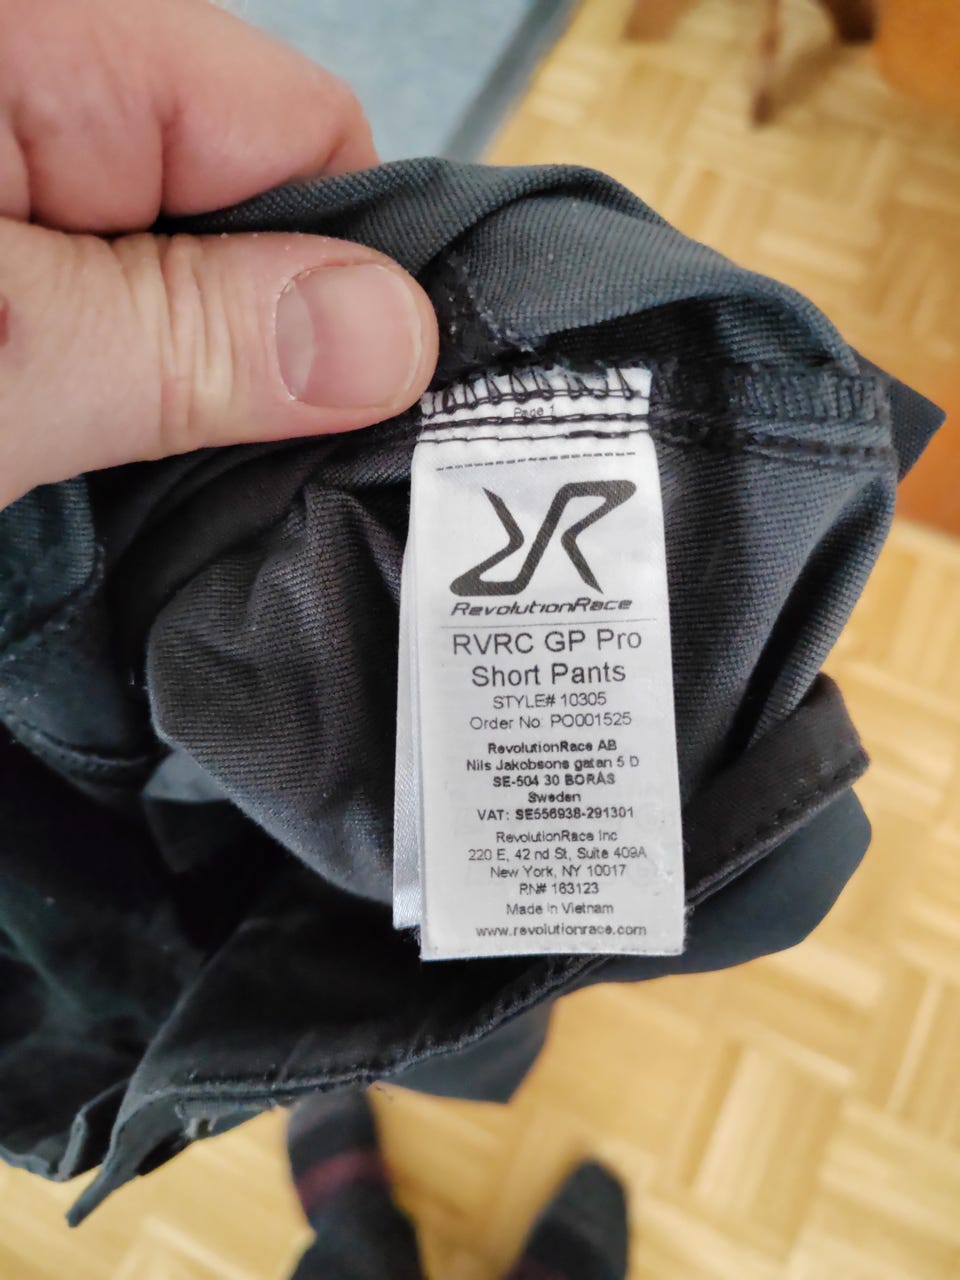 Page 1
RevolutionRace
RVRC GP Pro
Short Pants
STYLE# 10305
Order No: PO001525
RevolutionRace AB
Nils Jakobsons gatan 5 D
SE-504 30 BORÅS
Sweden
VAT: SE556938-291301
RevolutionRace Inc
220 E, 42 nd St, Suite 409A
New York, NY 10017
RN# 163123
Made in Vietnam
www.revolutionrace.com